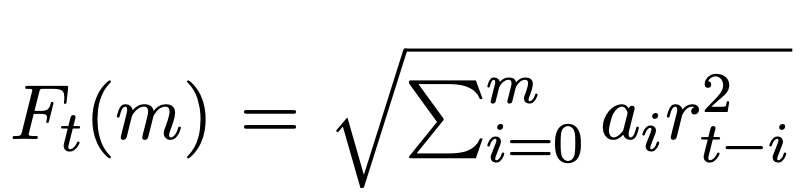 $F_t(m) = \sqrt{\sum_{i=0}^{m} a_i r_{t-i}^2}$